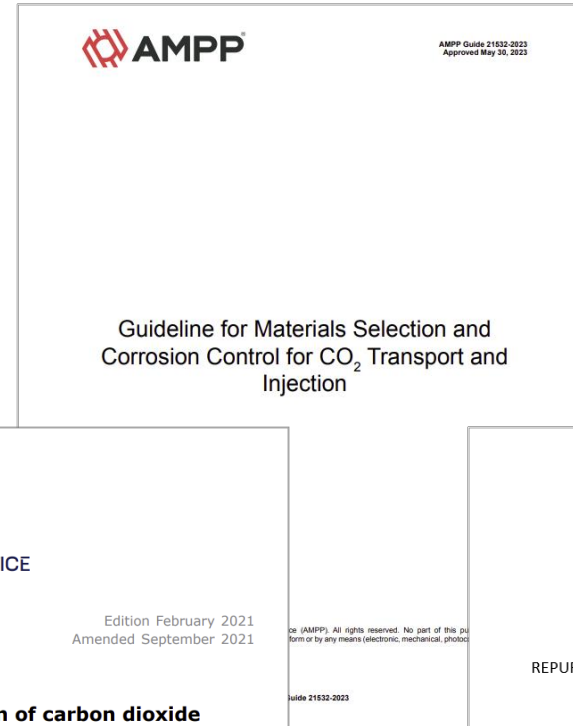 AMPP
AMPP Guide 21532-2023
Approved May 30, 2023
Guideline for Materials Selection and
Corrosion Control for CO2 Transport and
Injection
ICE
Edition February 2021
Amended September 2021
n of carbon dioxide
ce (AMPP). All rights reserved. No part of this pu
form or by any means (electronic, mechanical, photoc
Guide 21532-2023
REPUR